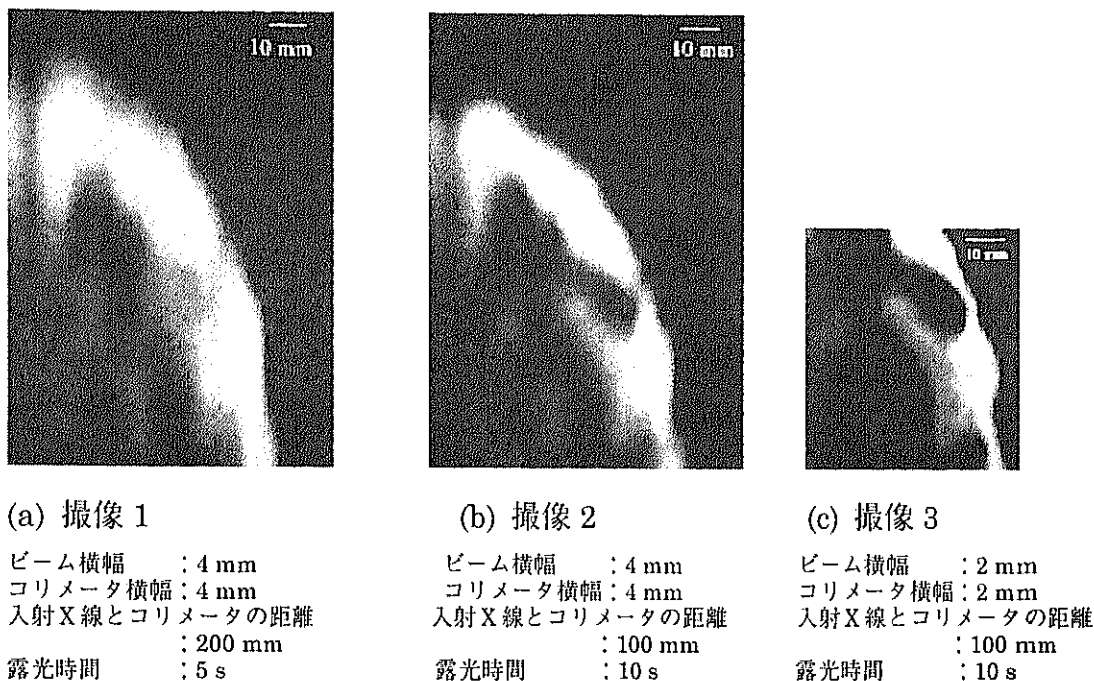 10 mm
10 mm
10 mm
(a) 撮像 1
ビーム横幅 : 4 mm
コリメータ横幅 : 4 mm
入射X線とコリメータの距離
: 200 mm
露光時間 : 5 s
(b) 撮像 2
ビーム横幅 : 4 mm
コリメータ横幅 : 4 mm
入射X線とコリメータの距離
: 100 mm
露光時間 : 10 s
(c) 撮像 3
ビーム横幅 : 2 mm
コリメータ横幅 : 2 mm
入射X線とコリメータの距離
: 100 mm
露光時間 : 10 s